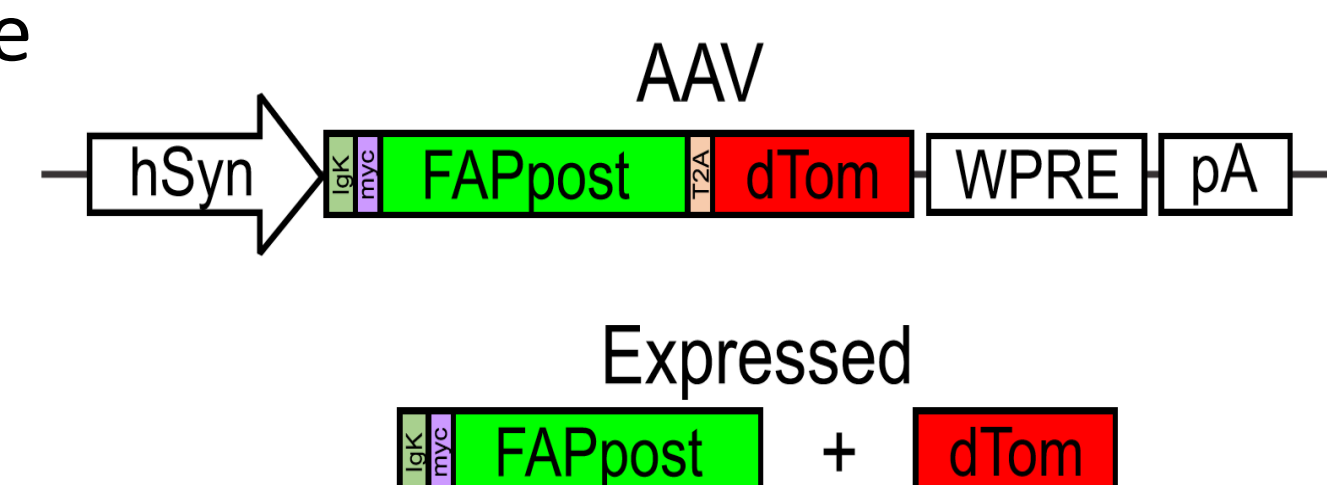 e
AAV
hSyn IgK myc FAPpost T2A dTom WPRE pA
Expressed
IgK myc FAPpost + dTom